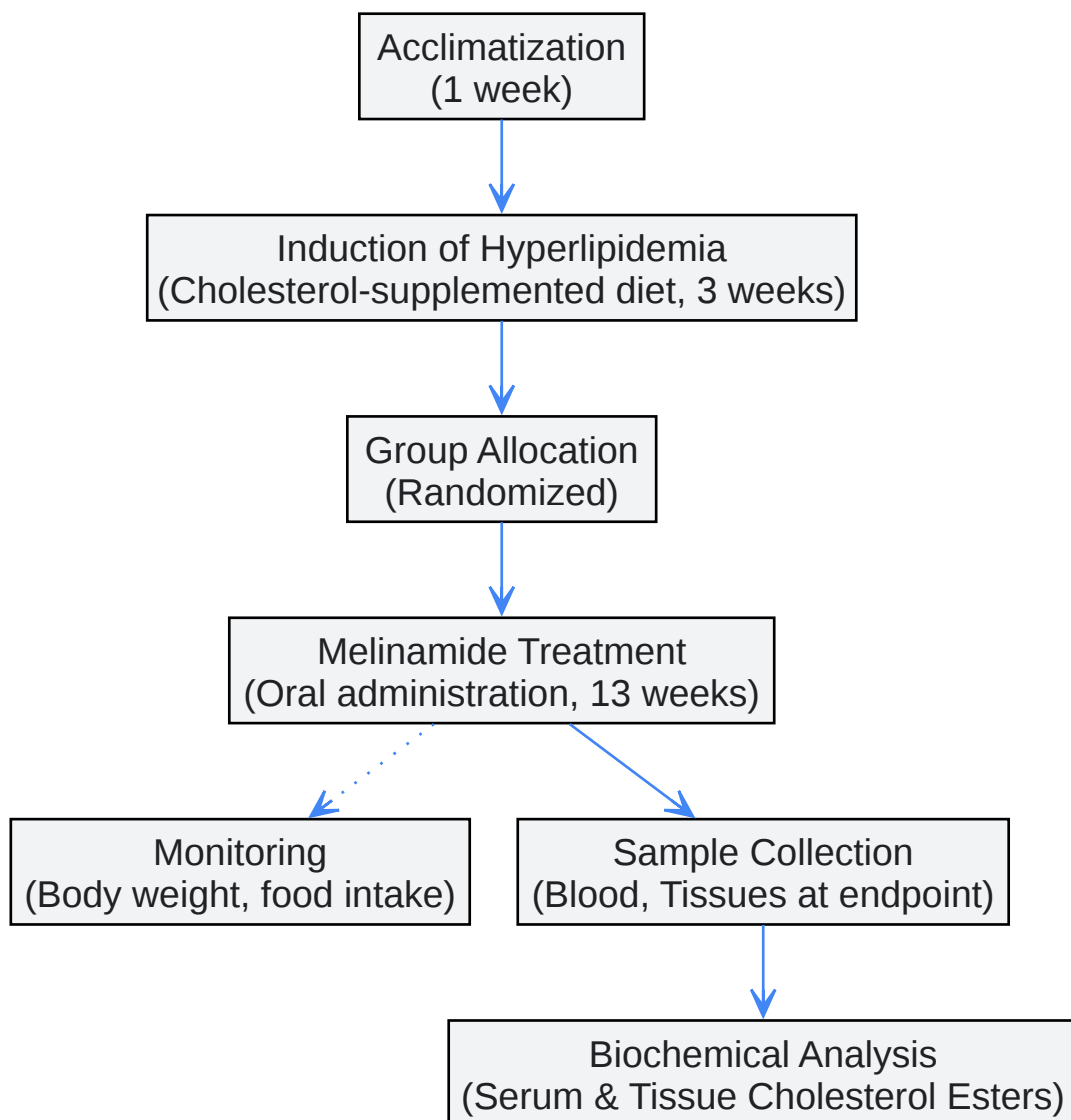 Acclimatization
(1 week)
Induction of Hyperlipidemia
(Cholesterol-supplemented diet, 3 weeks)
Group Allocation
(Randomized)
Melinamide Treatment
(Oral administration, 13 weeks)
Monitoring
(Body weight, food intake)
Sample Collection
(Blood, Tissues at endpoint)
Biochemical Analysis
(Serum & Tissue Cholesterol Esters)